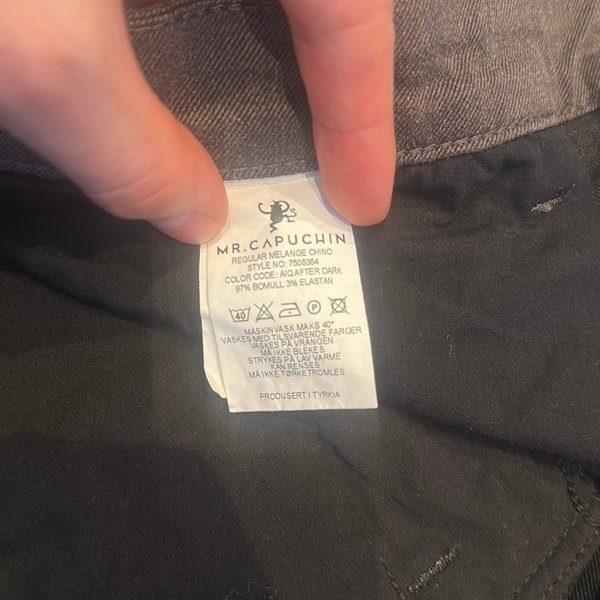 MR.CAPUCHIN
REGULAR MELANGE CHINO
STYLE NO: 7508364
COLOR CODE: AIQAFTER DARK
97% BOMULL 3% ELASTAN
40 P
MASKINVASK MAKS 40°
VASKES MED TILSVARENDE FARGER
VASKES PÅ VRANGEN
MÅ IKKE BLEKES
STRYKES PÅ LAV VARME
KAN RENSES
MÅ IKKE TØRKETROMLES
PRODUSERT I TYRKIA